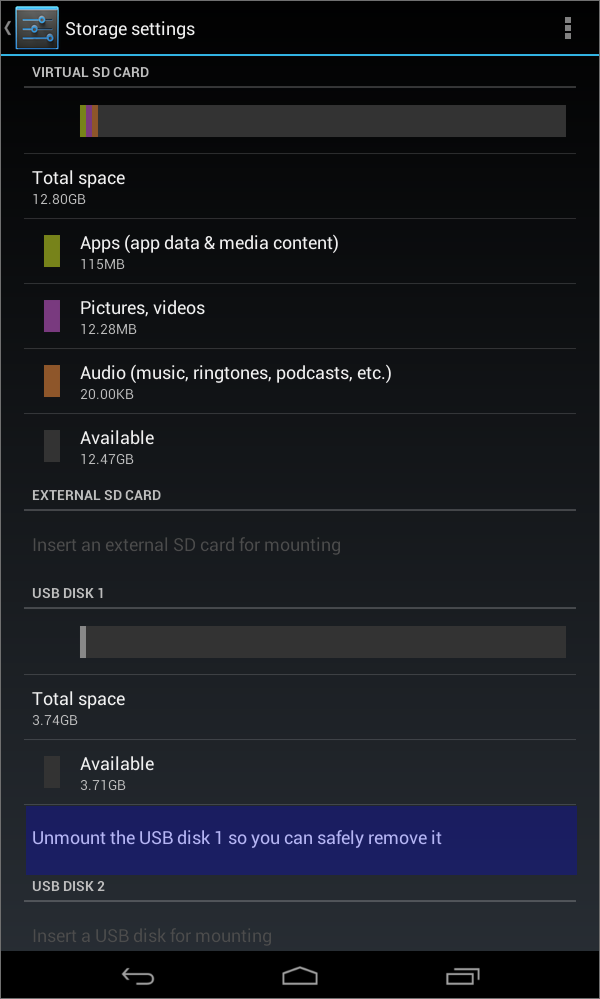 Storage settings
VIRTUAL SD CARD
Total space
12.80GB
Apps (app data & media content)
115MB
Pictures, videos
12.28MB
Audio (music, ringtones, podcasts, etc.)
20.00KB
Available
12.47GB
EXTERNAL SD CARD
Insert an external SD card for mounting
USB DISK 1
Total space
3.74GB
Available
3.71GB
Unmount the USB disk 1 so you can safely remove it
USB DISK 2
Insert a USB disk for mounting